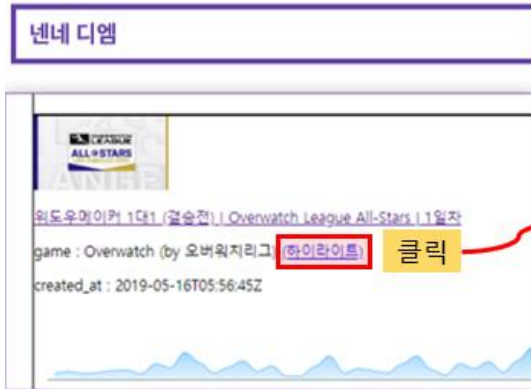 넨네 디엠
LEAGUE
ALL★STARS
위도우메이커 1대1 (결승전) | Overwatch League All-Stars | 1일차
game : Overwatch (by 오버워치리그) (하이라이트)
클릭
created_at : 2019-05-16T05:56:45Z